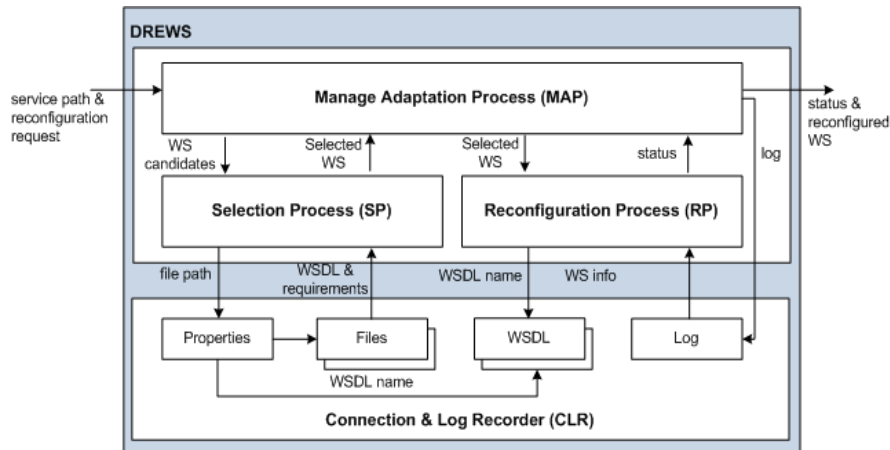 DREWS
service path &
reconfiguration
request
Manage Adaptation Process (MAP)
status &
reconfigured
WS
WS
candidates
Selected
WS
Selected
WS
status
log
Selection Process (SP)
Reconfiguration Process (RP)
file path
WSDL &
requirements
WSDL name
WS info
Properties
Files
WSDL
Log
WSDL name
Connection & Log Recorder (CLR)